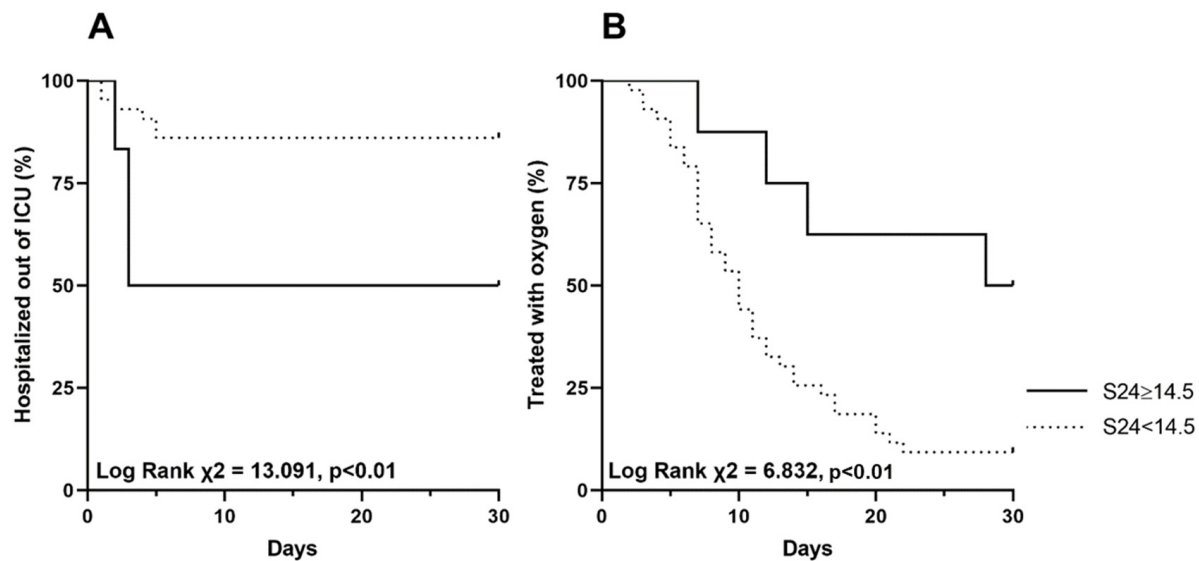 A
Hospitalized out of ICU (%)
100
75
50
25
0
Log Rank χ2 = 13.091, p<0.01
0 10 20 30
Days
B
Treated with oxygen (%)
100
75
50
25
0
Log Rank χ2 = 6.832, p<0.01
0 10 20 30
Days
S24≥14.5
S24<14.5